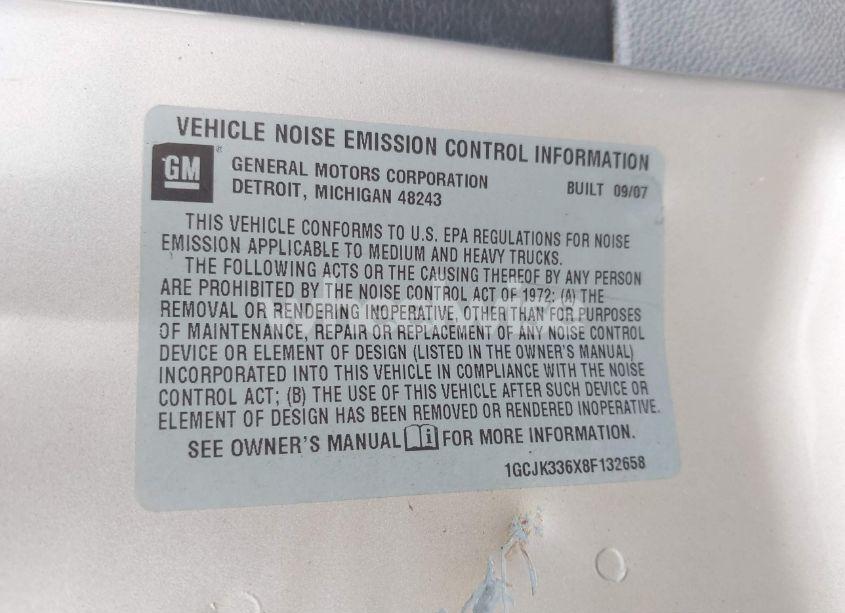 VEHICLE NOISE EMISSION CONTROL INFORMATION
GM
GENERAL MOTORS CORPORATION
DETROIT, MICHIGAN 48243
BUILT 09/07
THIS VEHICLE CONFORMS TO U.S. EPA REGULATIONS FOR NOISE
EMISSION APPLICABLE TO MEDIUM AND HEAVY TRUCKS.
THE FOLLOWING ACTS OR THE CAUSING THEREOF BY ANY PERSON
ARE PROHIBITED BY THE NOISE CONTROL ACT OF 1972: (A) THE
REMOVAL OR RENDERING INOPERATIVE, OTHER THAN FOR PURPOSES
OF MAINTENANCE, REPAIR OR REPLACEMENT OF ANY NOISE CONTROL
DEVICE OR ELEMENT OF DESIGN (LISTED IN THE OWNER'S MANUAL)
INCORPORATED INTO THIS VEHICLE IN COMPLIANCE WITH THE NOISE
CONTROL ACT; (B) THE USE OF THIS VEHICLE AFTER SUCH DEVICE OR
ELEMENT OF DESIGN HAS BEEN REMOVED OR RENDERED INOPERATIVE.
SEE OWNER'S MANUAL FOR MORE INFORMATION.
1GCJK336X8F132658